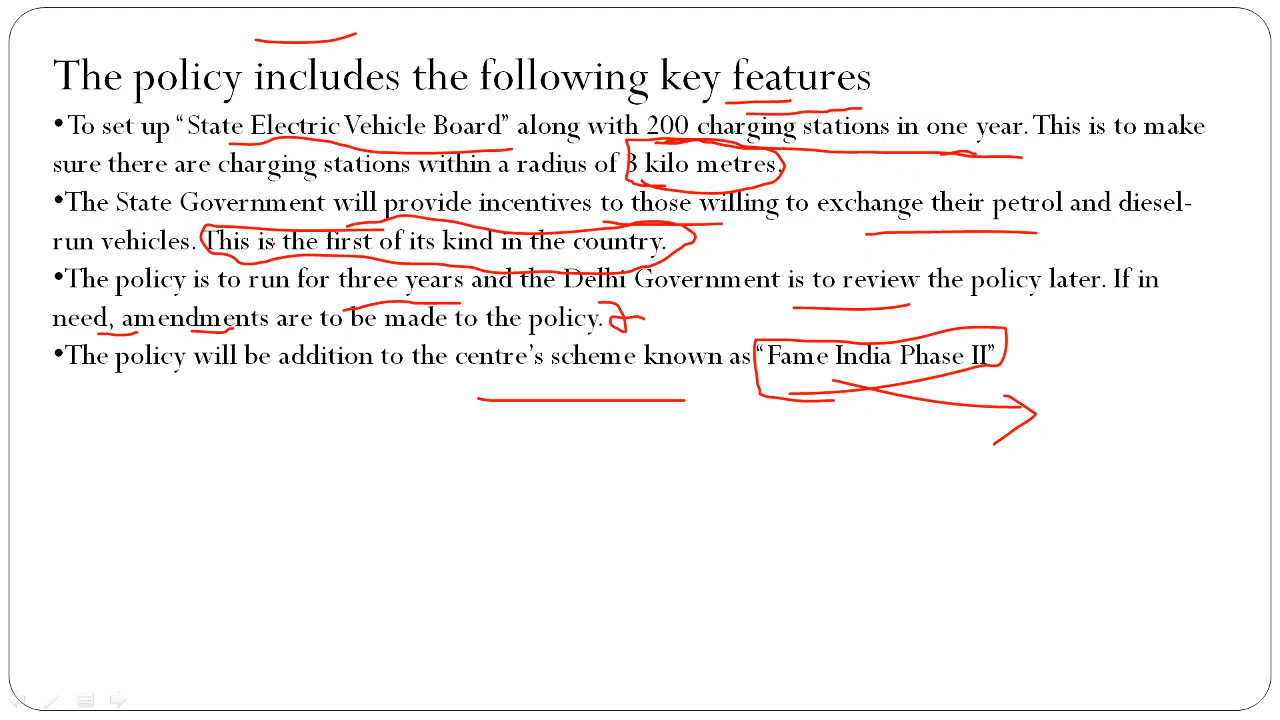 The policy includes the following key features
•To set up “State Electric Vehicle Board” along with 200 charging stations in one year. This is to make
sure there are charging stations within a radius of 3 kilo metres.
•The State Government will provide incentives to those willing to exchange their petrol and diesel-
run vehicles. This is the first of its kind in the country.
•The policy is to run for three years and the Delhi Government is to review the policy later. If in
need, amendments are to be made to the policy.
•The policy will be addition to the centre’s scheme known as “Fame India Phase II”